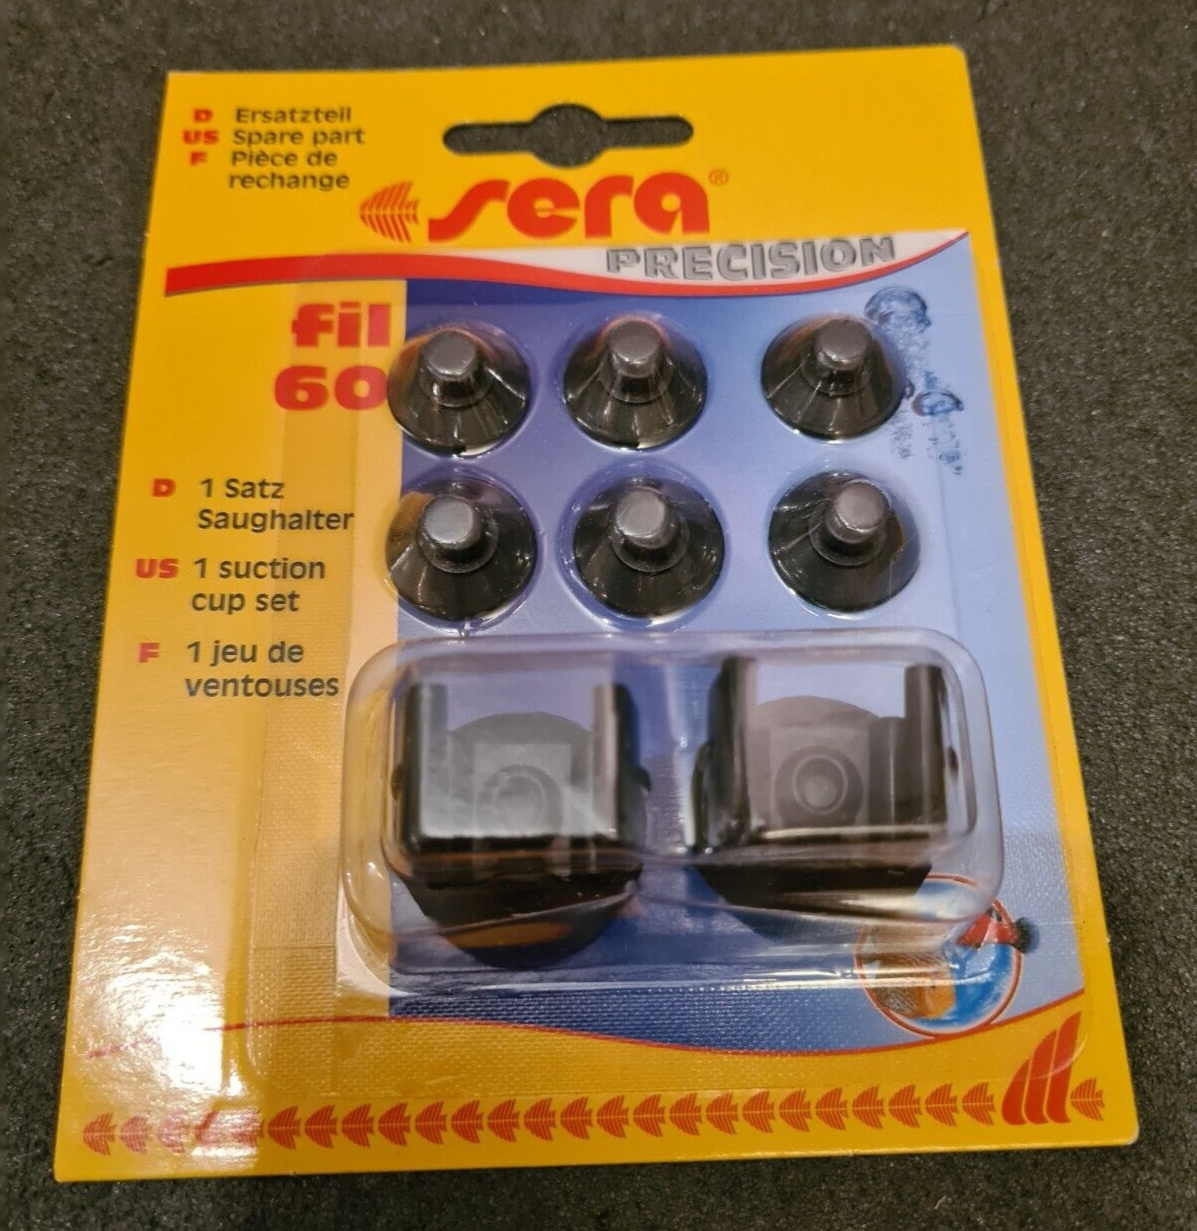 D Ersatzteil
US Spare part
F Pièce de
rechange
sera®
PRECISION
fil
60
D 1 Satz
Saughalter
US 1 suction
cup set
F 1 jeu de
ventouses